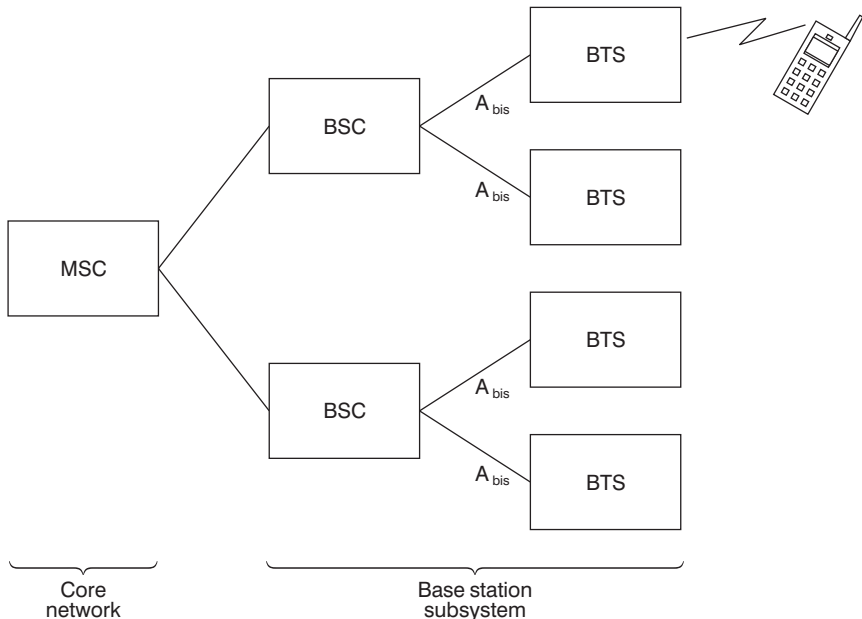 BTS
A bis
BSC
A bis
BTS
MSC
BTS
A bis
BSC
A bis
BTS
Core
network
Base station
subsystem